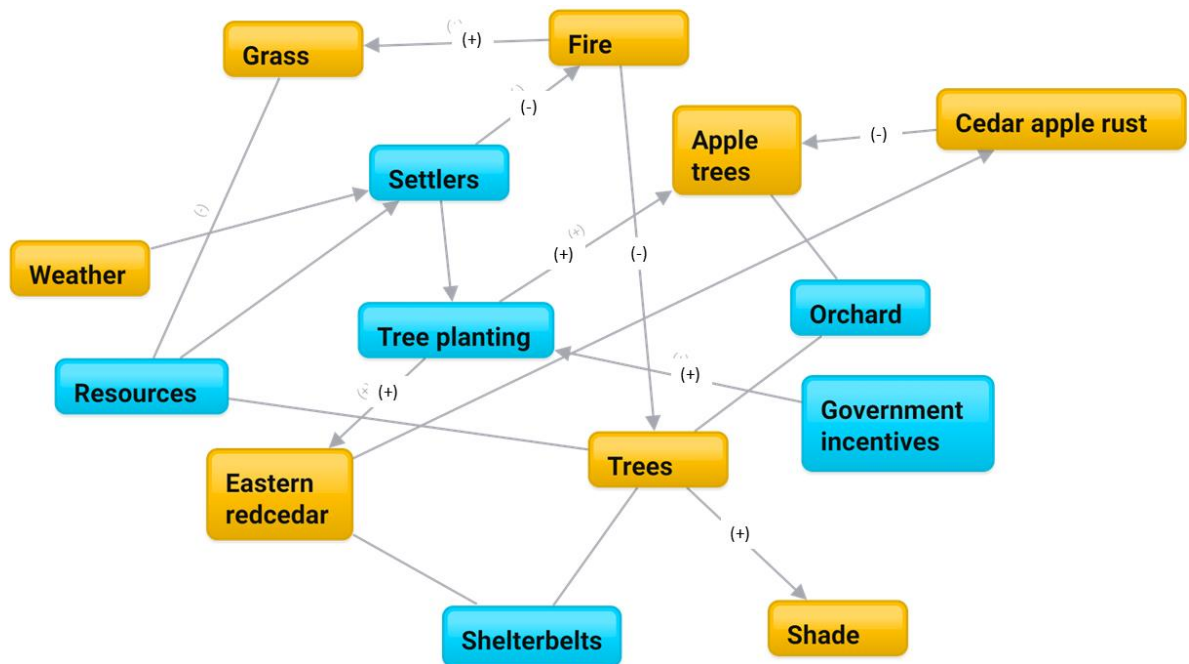 Grass
(+)
Fire
(-)
Settlers
Apple
trees
(-)
Cedar apple rust
(-)
Weather
(+)
(+)
(-)
Tree planting
Orchard
Resources
(+)
(+)
(+)
(+)
Government
incentives
Eastern
redcedar
Trees
(+)
Shelterbelts
Shade